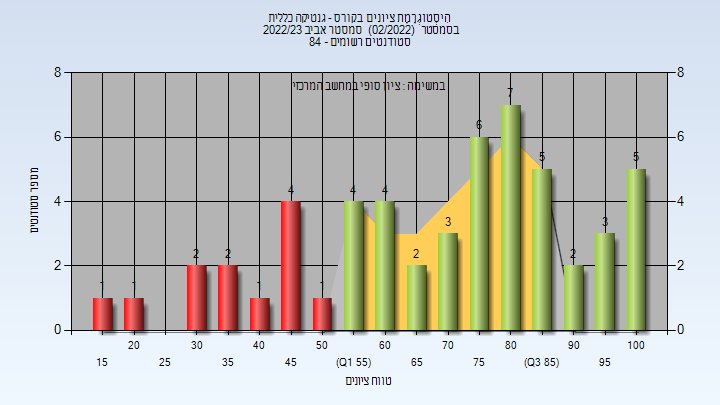 היסטוגרמת ציונים בקורס - גנטיקה כללית
בסמסטר (02/2022) סמסטר אביב 2022/23
סטודנטים רשומים - 84
במשימה : ציון סופי במחשב המרכזי
8 8
6 6
4 4
2 2
0 0
מספר סטודנטים
1 1 2 2 1 4 1 4 4 2 3 6 7 5 2 3 5
20 30 40 50 60 70 80 90 100
15 25 35 45 (Q1 55) 65 75 (Q3 85) 95
טווח ציונים